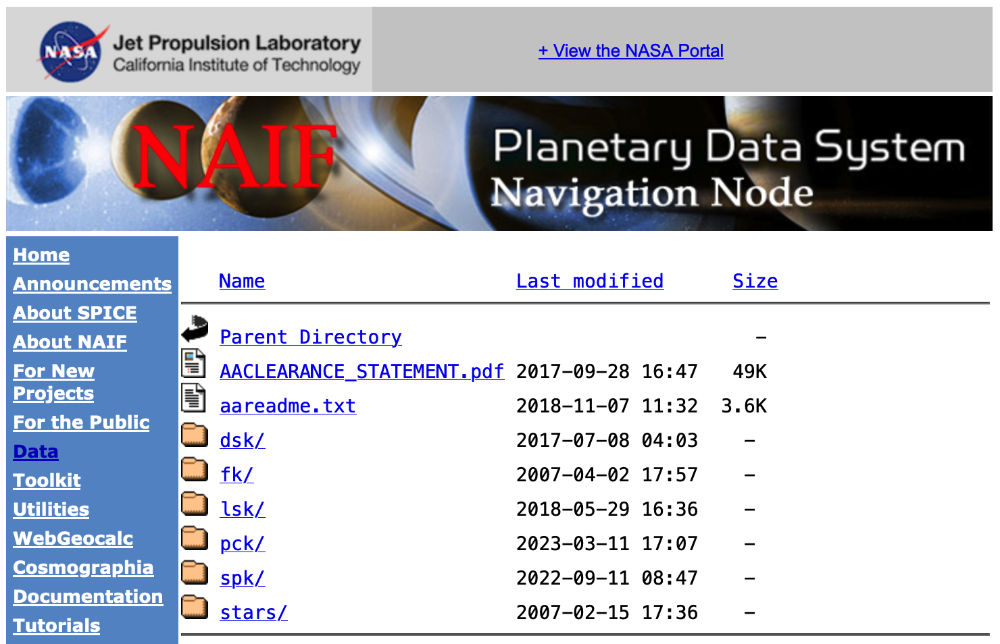 NASA
Jet Propulsion Laboratory
California Institute of Technology
+ View the NASA Portal
NAIF
Planetary Data System
Navigation Node
Home
Announcements
About SPICE
About NAIF
For New
Projects
For the Public
Data
Toolkit
Utilities
WebGeocalc
Cosmographia
Documentation
Tutorials
Name Last modified Size
Parent Directory -
AACLEARANCE_STATEMENT.pdf 2017-09-28 16:47 49K
aareadme.txt 2018-11-07 11:32 3.6K
dsk/ 2017-07-08 04:03 -
fk/ 2007-04-02 17:57 -
lsk/ 2018-05-29 16:36 -
pck/ 2023-03-11 17:07 -
spk/ 2022-09-11 08:47 -
stars/ 2007-02-15 17:36 -